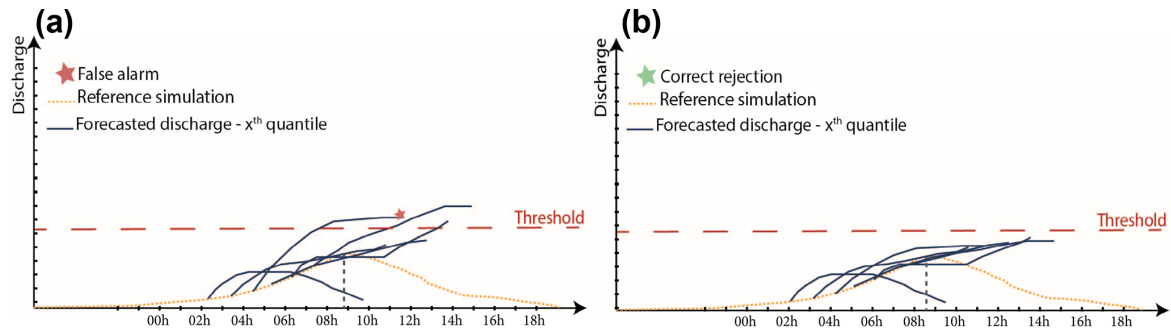 (a)
Discharge
False alarm
Reference simulation
Forecasted discharge - xth quantile
Threshold
00h 02h 04h 06h 08h 10h 12h 14h 16h 18h
(b)
Discharge
Correct rejection
Reference simulation
Forecasted discharge - xth quantile
Threshold
00h 02h 04h 06h 08h 10h 12h 14h 16h 18h